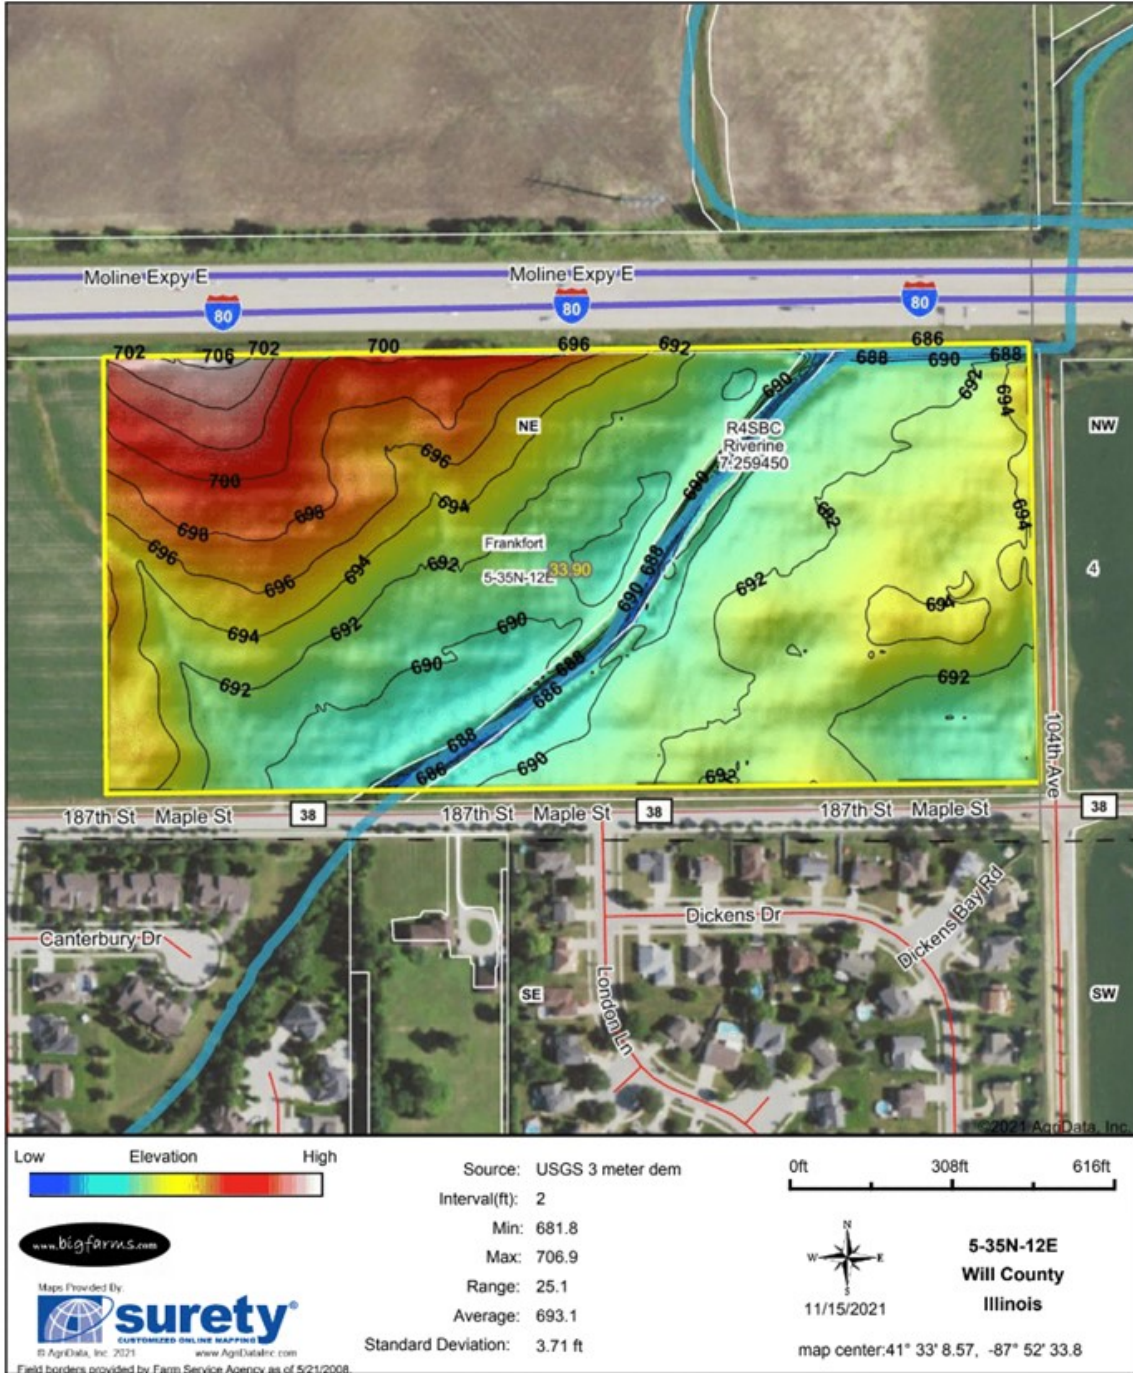 Moline Expy E
Moline Expy E
80
80
80
702
706
702
700
696
692
686
688
690
688
690
692
694
NE
R4SBC
Riverine
7.259450
NW
696
700
690
694
698
698
692
694
696
694
692
688
Frankfort
5-35N-12E
33.90
4
696
690
692
694
694
692
690
690
688
692
692
686
688
686
690
692
104th Ave
187th St Maple St
38
187th St Maple St
38
187th St Maple St
38
Canterbury Dr
Dickens Dr
Dickens Bay Rd
London Ln
SE
SW
©2021 AgriData, Inc.
Low Elevation High
Source: USGS 3 meter dem
Interval(ft): 2
Min: 681.8
Max: 706.9
Range: 25.1
Average: 693.1
Standard Deviation: 3.71 ft
0ft 308ft 616ft
www.bigfarms.com
Maps Provided By:
surety®
CUSTOMIZED ONLINE MAPPING
© AgriData, Inc. 2021 www.AgriDataInc.com
Field borders provided by Farm Service Agency as of 5/21/2008.
N
W E
S
11/15/2021
5-35N-12E
Will County
Illinois
map center:41° 33' 8.57, -87° 52' 33.8